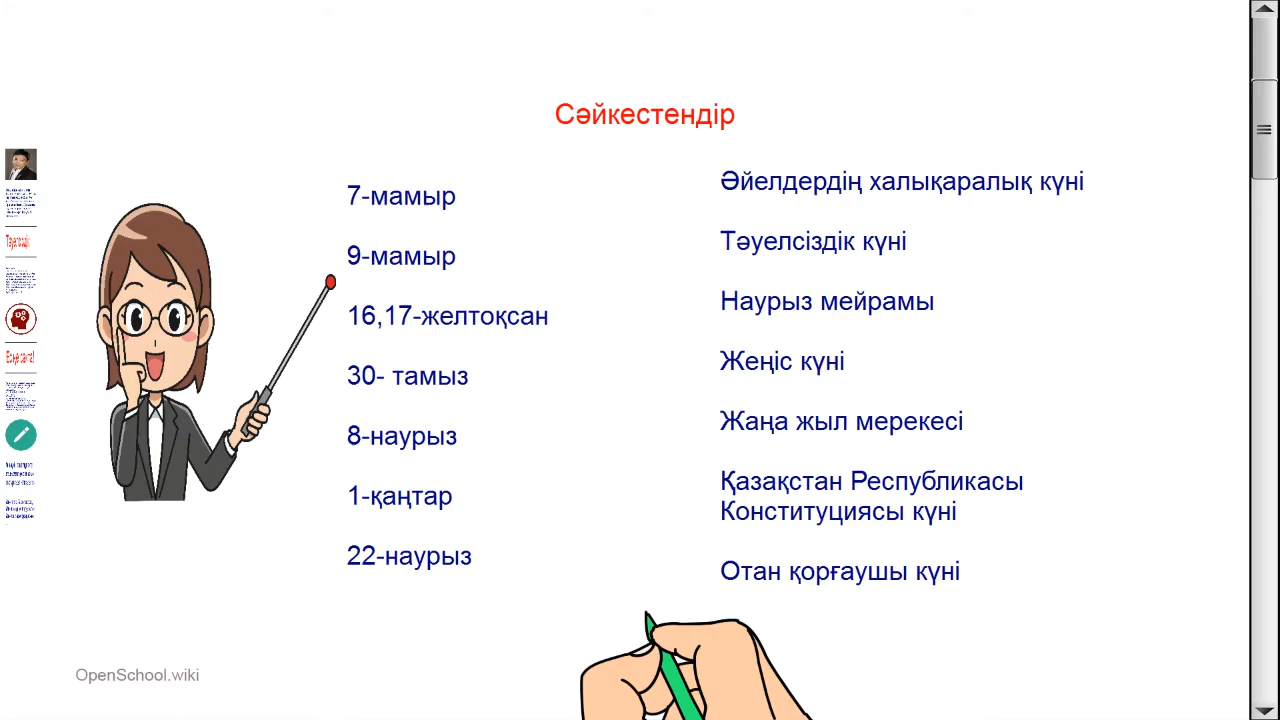 Сәйкестендір
7-мамыр
9-мамыр
16,17-желтоқсан
30- тамыз
8-наурыз
1-қаңтар
22-наурыз
Әйелдердің халықаралық күні
Тәуелсіздік күні
Наурыз мейрамы
Жеңіс күні
Жаңа жыл мерекесі
Қазақстан Республикасы
Конституциясы күні
Отан қорғаушы күні
OpenSchool.wiki